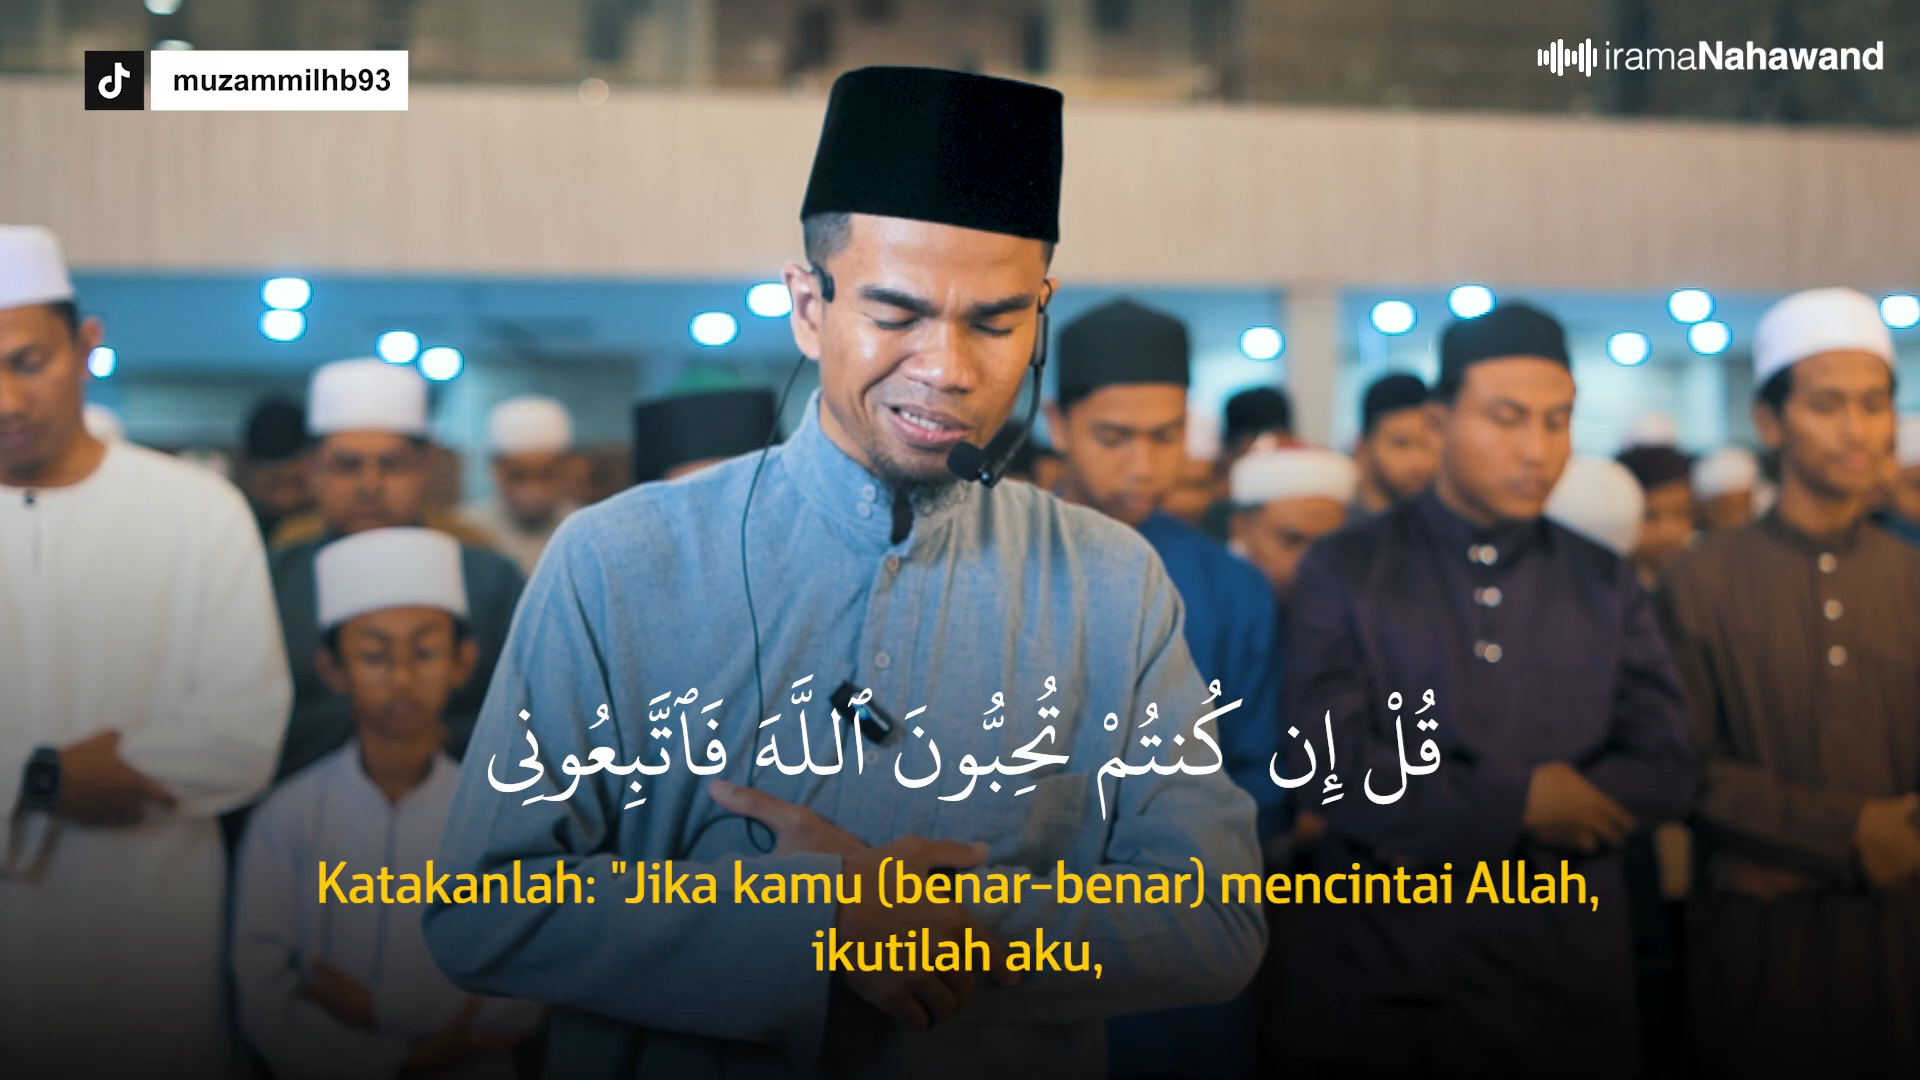 muzammilhb93
iramaNahawand
قُلْ إِن كُنتُمْ تُحِبُّونَ ٱللَّهَ فَٱتَّبِعُونِى
Katakanlah: "Jika kamu (benar-benar) mencintai Allah,
ikutilah aku,